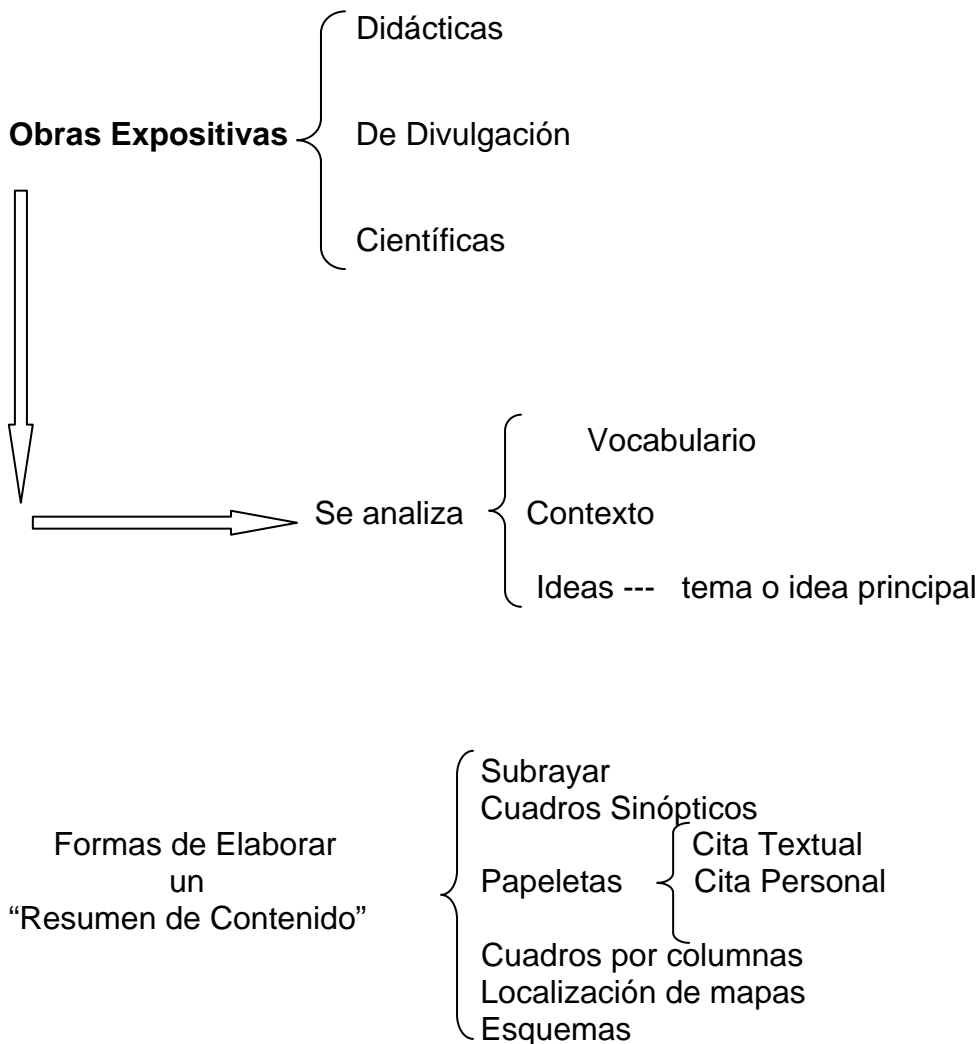 Didácticas
Obras Expositivas De Divulgación
Científicas
Vocabulario
Se analiza Contexto
Ideas --- tema o idea principal
Subrayar
Cuadros Sinópticos
Formas de Elaborar Cita Textual
un Papeletas Cita Personal
“Resumen de Contenido”
Cuadros por columnas
Localización de mapas
Esquemas